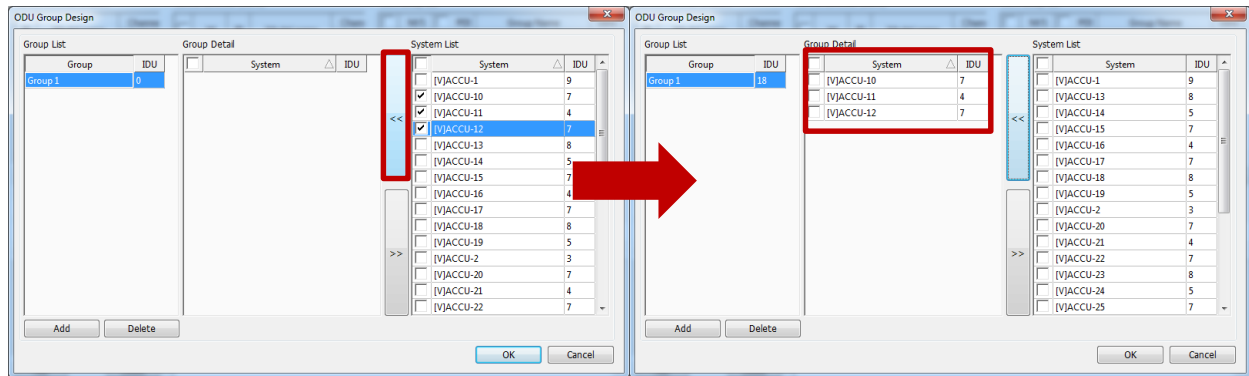 ODU Group Design
Group List
Group IDU
Group 1 0
Add Delete
Group Detail
System IDU
<<
>>
System List
System IDU
[V]ACCU-1 9
[V]ACCU-10 7
[V]ACCU-11 4
[V]ACCU-12 7
[V]ACCU-13 8
[V]ACCU-14 5
[V]ACCU-15 7
[V]ACCU-16 4
[V]ACCU-17 7
[V]ACCU-18 8
[V]ACCU-19 5
[V]ACCU-2 3
[V]ACCU-20 7
[V]ACCU-21 4
[V]ACCU-22 7
OK Cancel
ODU Group Design
Group List
Group IDU
Group 1 18
Add Delete
Group Detail
System IDU
[V]ACCU-10 7
[V]ACCU-11 4
[V]ACCU-12 7
<<
>>
System List
System IDU
[V]ACCU-1 9
[V]ACCU-13 8
[V]ACCU-14 5
[V]ACCU-15 7
[V]ACCU-16 4
[V]ACCU-17 7
[V]ACCU-18 8
[V]ACCU-19 5
[V]ACCU-2 3
[V]ACCU-20 7
[V]ACCU-21 4
[V]ACCU-22 7
[V]ACCU-23 8
[V]ACCU-24 5
[V]ACCU-25 7
OK Cancel